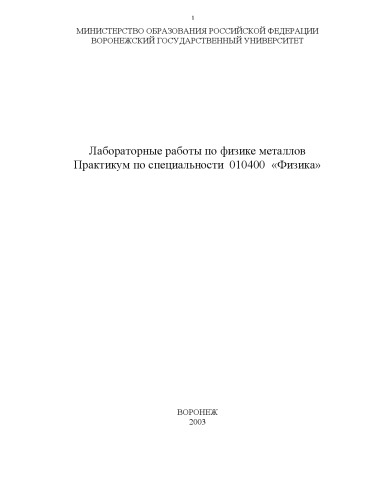 1
МИНИСТЕРСТВО ОБРАЗОВАНИЯ РОССИЙСКОЙ ФЕДЕРАЦИИ
ВОРОНЕЖСКИЙ ГОСУДАРСТВЕННЫЙ УНИВЕРСИТЕТ
Лабораторные работы по физике металлов
Практикум по специальности 010400 «Физика»
ВОРОНЕЖ
2003